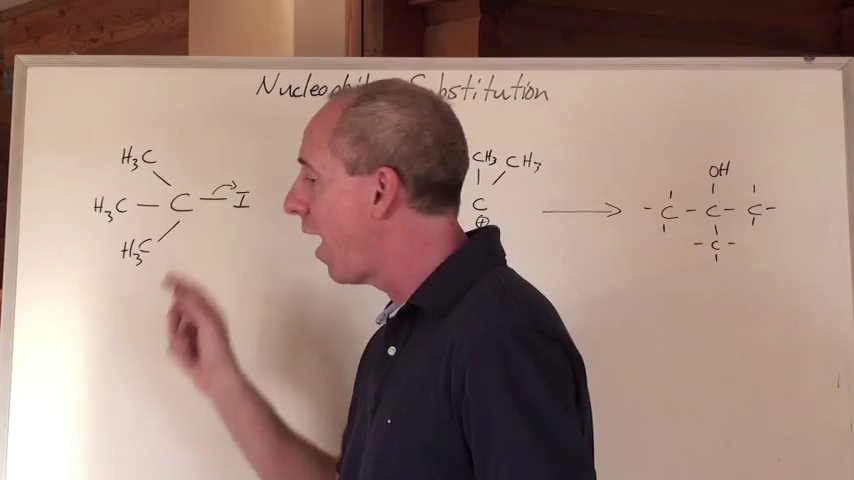 Nucleophil Substitution
H₃C
H₃C — C — I
H₃C
CH₃ CH₃
C
⊕
OH
- C - C - C -
- C -